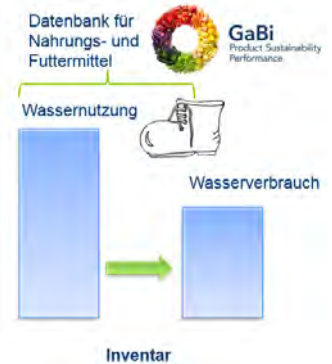 Datenbank für
Nahrungs- und
Futtermittel
GaBi
Product Sustainability
Performance
Wassernutzung
Wasserverbrauch
Inventar